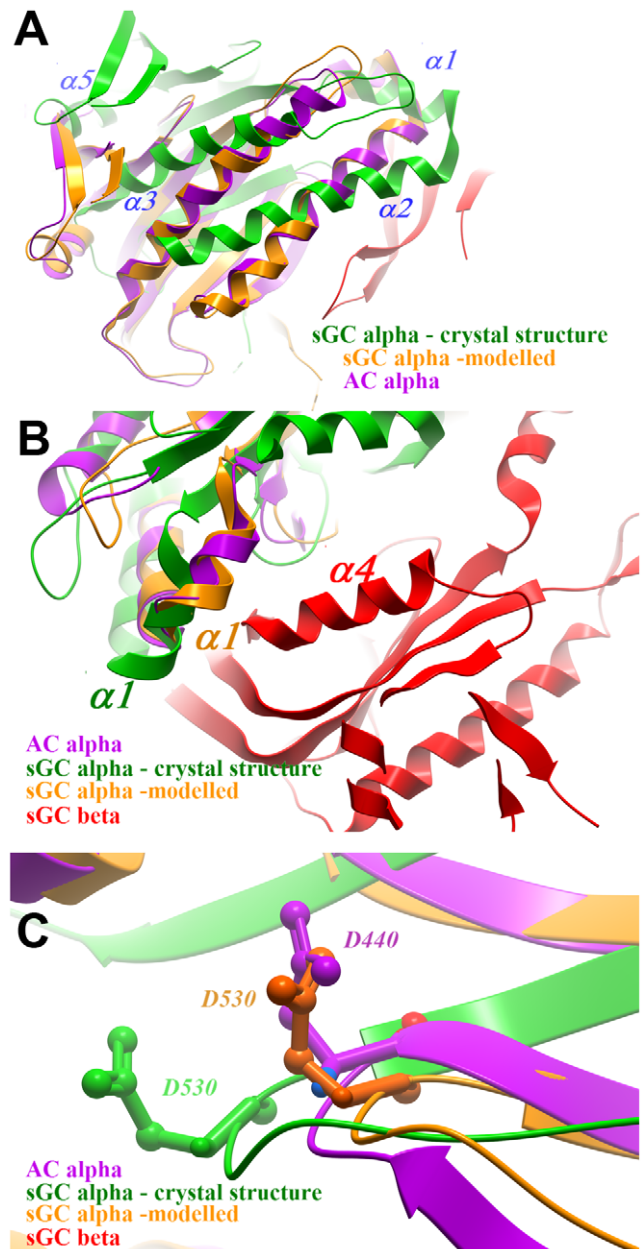 A
α5
α1
α3
α2
sGC alpha - crystal structure
sGC alpha -modelled
AC alpha
B
α4
α1
α1
AC alpha
sGC alpha - crystal structure
sGC alpha -modelled
sGC beta
C
D440
D530
D530
AC alpha
sGC alpha - crystal structure
sGC alpha -modelled
sGC beta